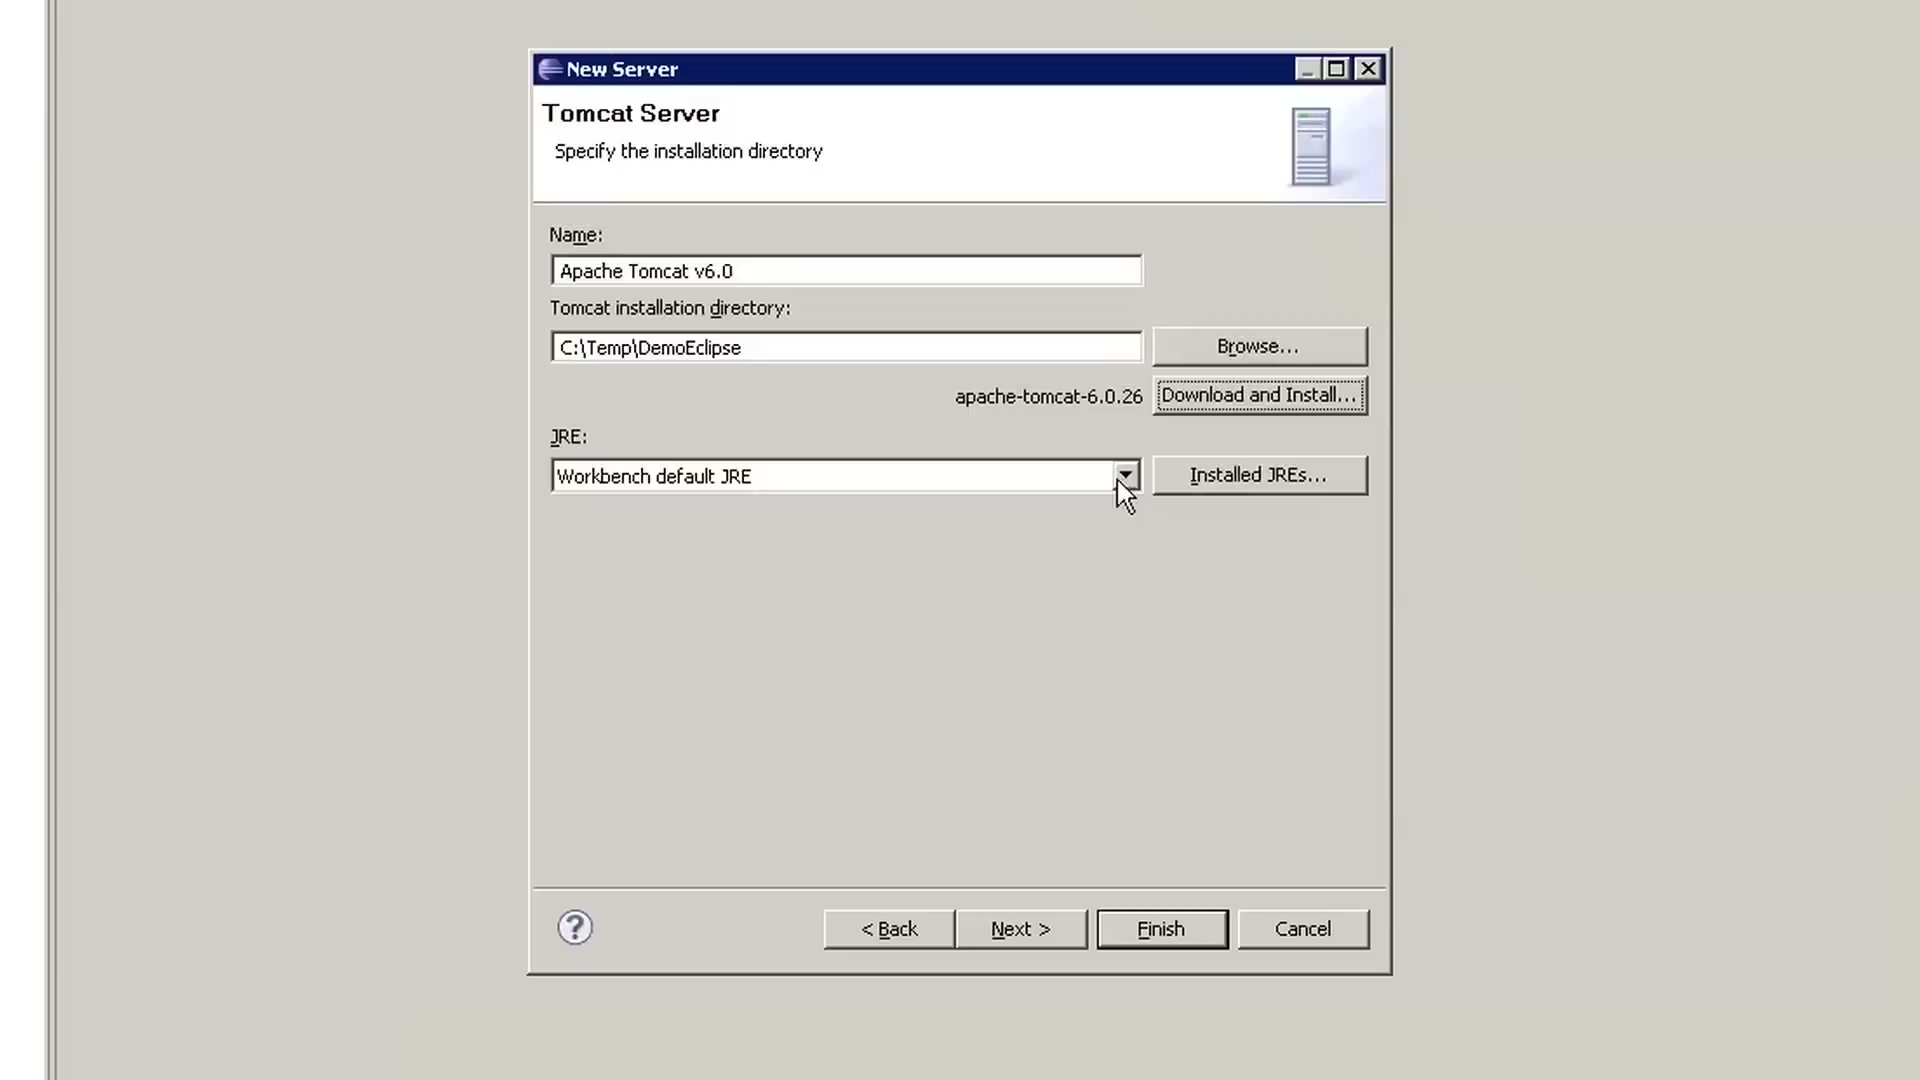 New Server
Tomcat Server
Specify the installation directory
Name:
Apache Tomcat v6.0
Tomcat installation directory:
C:\Temp\DemoEclipse
Browse...
apache-tomcat-6.0.26
Download and Install...
JRE:
Workbench default JRE
Installed JREs...
?
< Back
Next >
Finish
Cancel